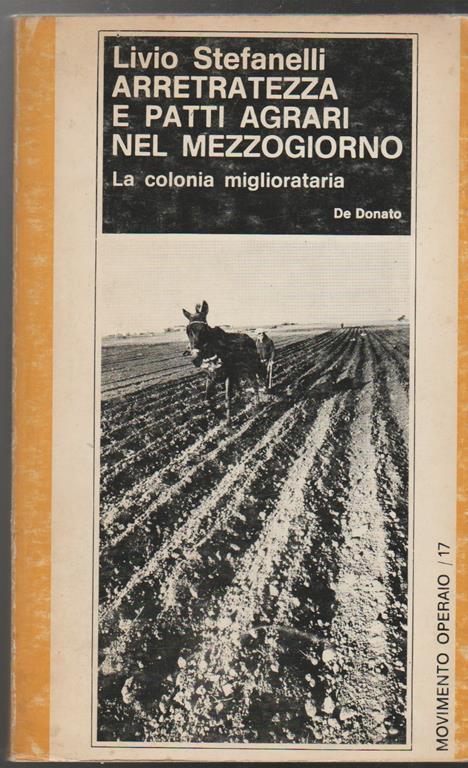 Livio Stefanelli
ARRETRATEZZA
E PATTI AGRARI
NEL MEZZOGIORNO
La colonia migliorataria
De Donato
MOVIMENTO OPERAIO / 17